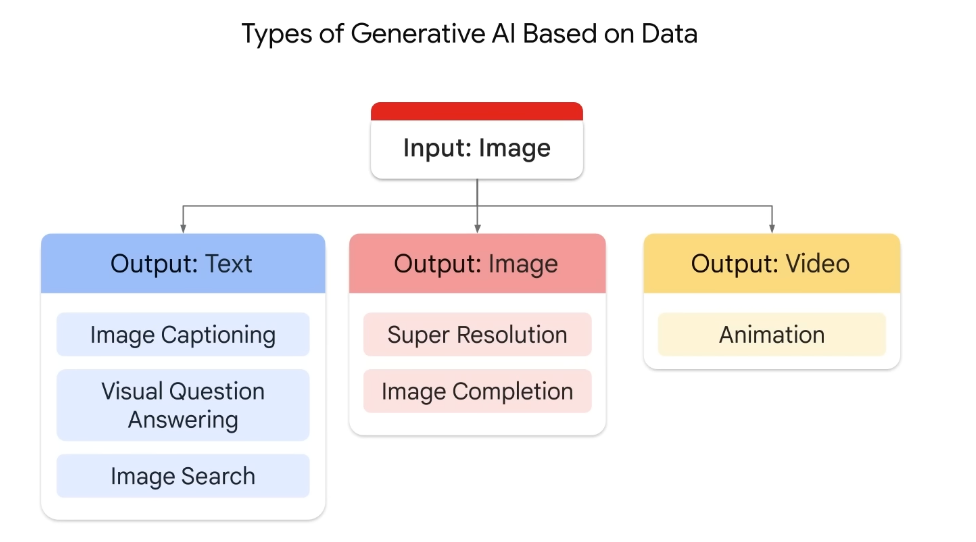 Types of Generative AI Based on Data
Input: Image
Output: Text
Image Captioning
Visual Question
Answering
Image Search
Output: Image
Super Resolution
Image Completion
Output: Video
Animation